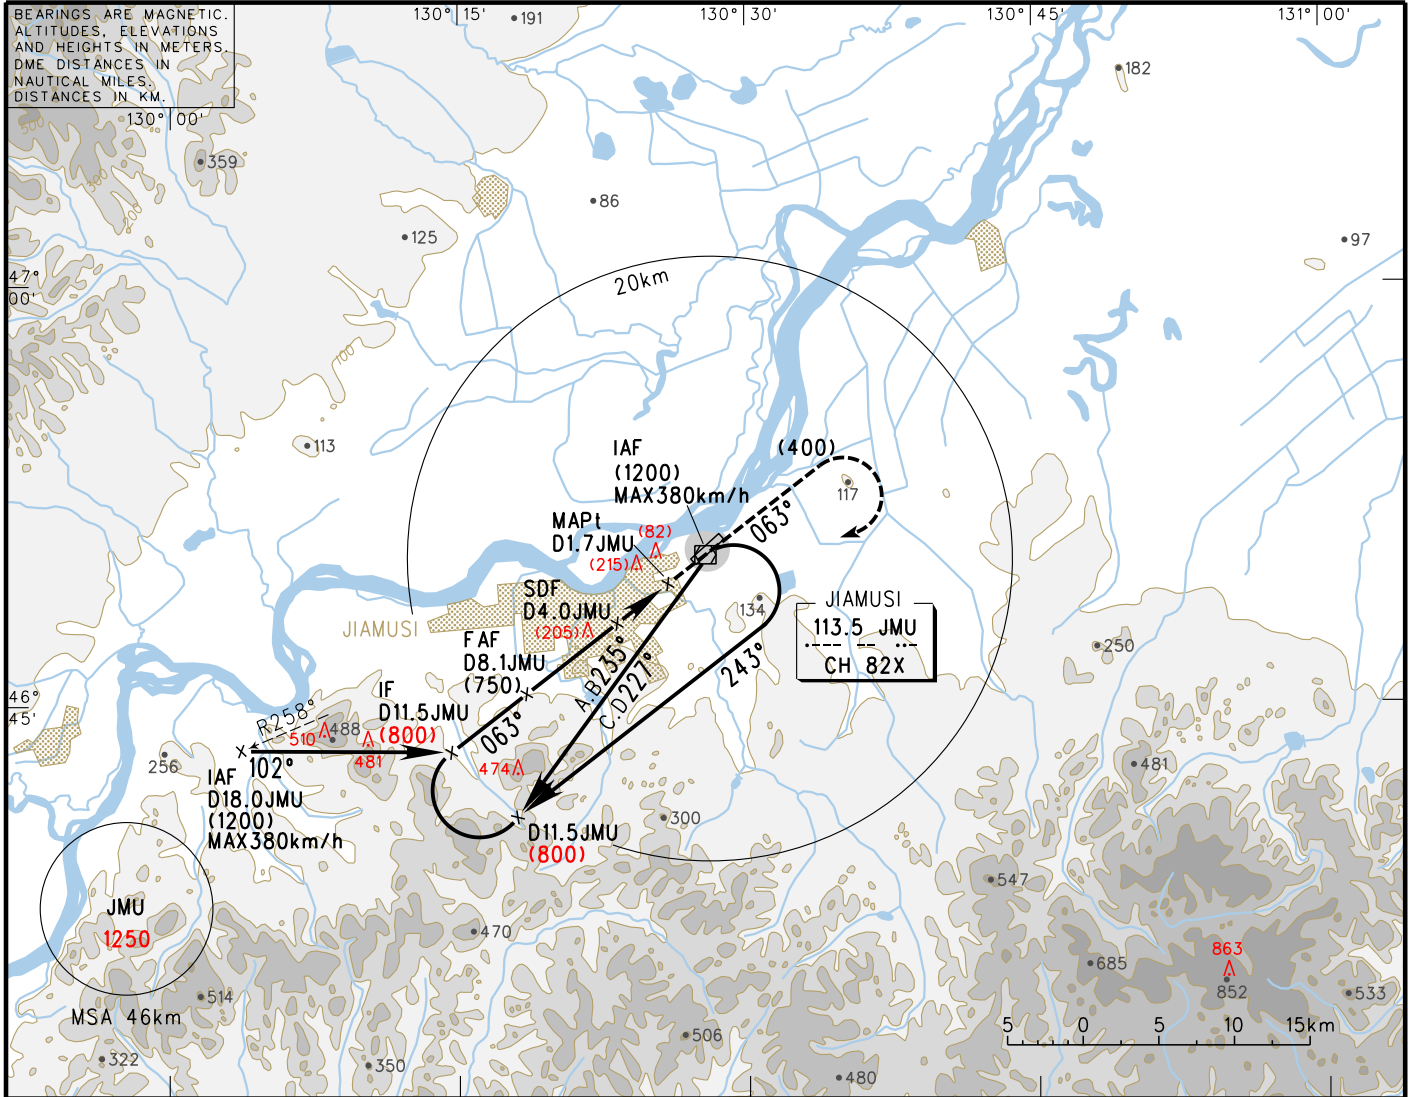 BEARINGS ARE MAGNETIC.
ALTITUDES, ELEVATIONS
AND HEIGHTS IN METERS.
DME DISTANCES IN
NAUTICAL MILES.
DISTANCES IN KM.
130° 00'
130° 15'
130° 30'
130° 45'
131° 00'
191
182
359
300
200
86
125
97
47°
00'
20km
100
113
IAF
(1200)
MAX380km/h
(400)
117
063°
MAPt
D1.7JMU
(82)
(215)
SDF
D4.0JMU
(205)
134
JIAMUSI
113.5 JMU
CH 82X
JIAMUSI
FAF
D8.1JMU
(750)
A.B235°
C.D227°
243°
250
46°
45'
IF
D11.5JMU
(800)
R258°
510
488
481
063°
474
256
102°
IAF
D18.0JMU
(1200)
MAX380km/h
481
300
D11.5JMU
(800)
547
JMU
1250
MSA 46km
470
514
685
863
852
533
506
322
350
480
5 0 5 10 15km